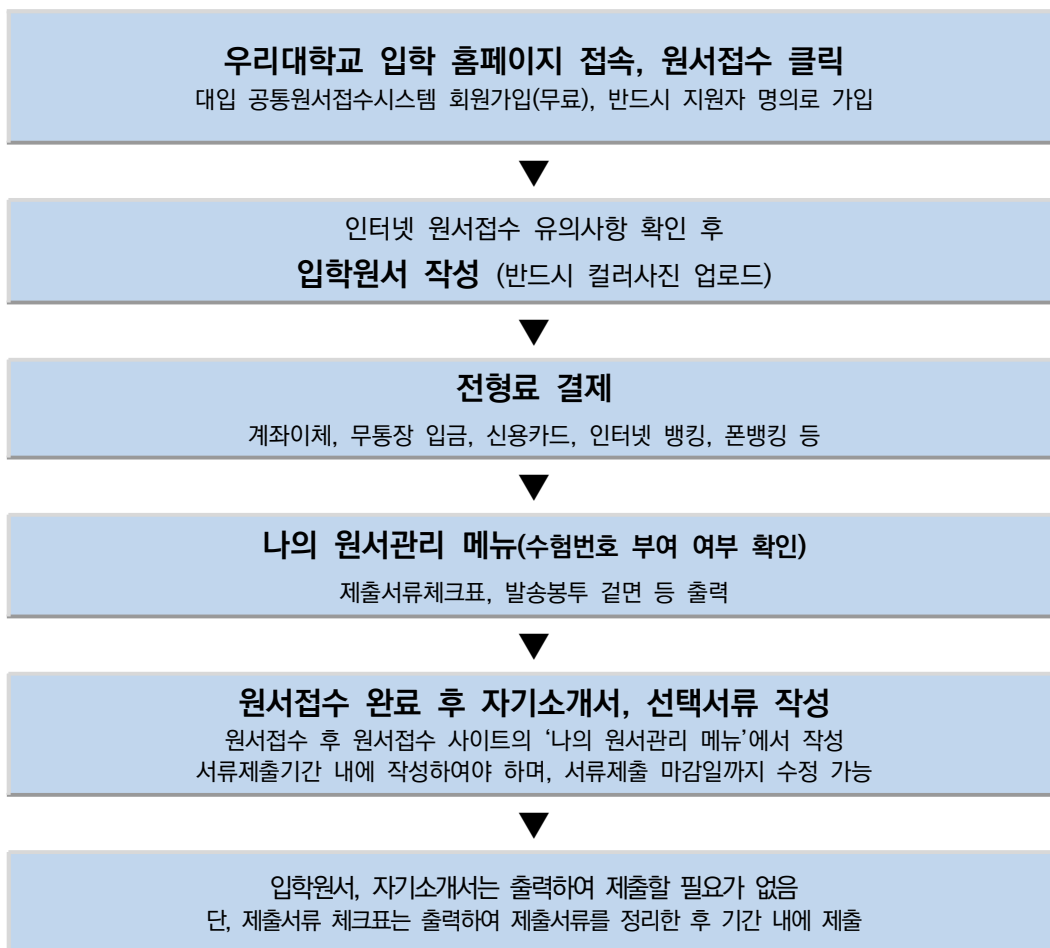 우리대학교 입학 홈페이지 접속, 원서접수 클릭
대입 공통원서접수시스템 회원가입(무료), 반드시 지원자 명의로 가입
인터넷 원서접수 유의사항 확인 후
입학원서 작성 (반드시 컬러사진 업로드)
전형료 결제
계좌이체, 무통장 입금, 신용카드, 인터넷 뱅킹, 폰뱅킹 등
나의 원서관리 메뉴(수험번호 부여 여부 확인)
제출서류체크표, 발송봉투 겉면 등 출력
원서접수 완료 후 자기소개서, 선택서류 작성
원서접수 후 원서접수 사이트의 ‘나의 원서관리 메뉴’에서 작성
서류제출기간 내에 작성하여야 하며, 서류제출 마감일까지 수정 가능
입학원서, 자기소개서는 출력하여 제출할 필요가 없음
단, 제출서류 체크표는 출력하여 제출서류를 정리한 후 기간 내에 제출